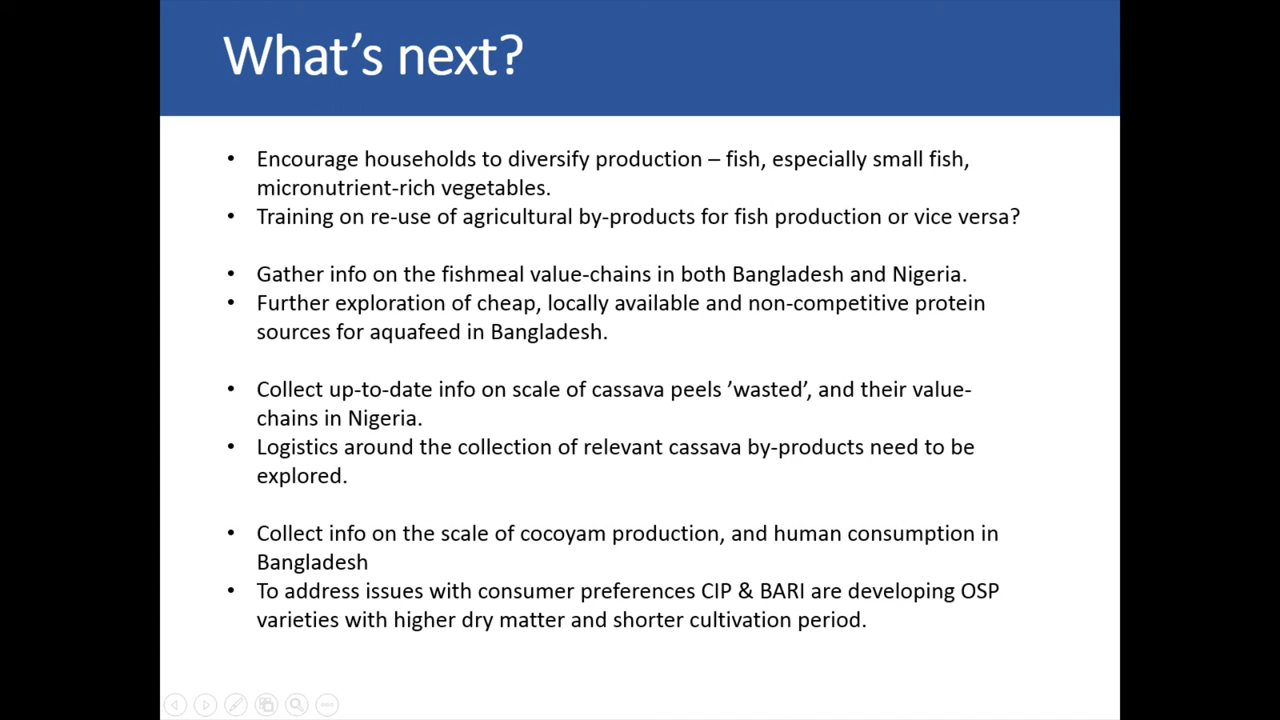 What’s next?
• Encourage households to diversify production – fish, especially small fish,
micronutrient-rich vegetables.
• Training on re-use of agricultural by-products for fish production or vice versa?
• Gather info on the fishmeal value-chains in both Bangladesh and Nigeria.
• Further exploration of cheap, locally available and non-competitive protein
sources for aquafeed in Bangladesh.
• Collect up-to-date info on scale of cassava peels ’wasted’, and their value-
chains in Nigeria.
• Logistics around the collection of relevant cassava by-products need to be
explored.
• Collect info on the scale of cocoyam production, and human consumption in
Bangladesh
• To address issues with consumer preferences CIP & BARI are developing OSP
varieties with higher dry matter and shorter cultivation period.